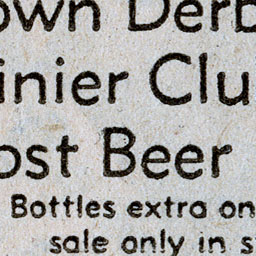 own Derb
inier Clu
ost Beer
Bottles extra on
sale only in s